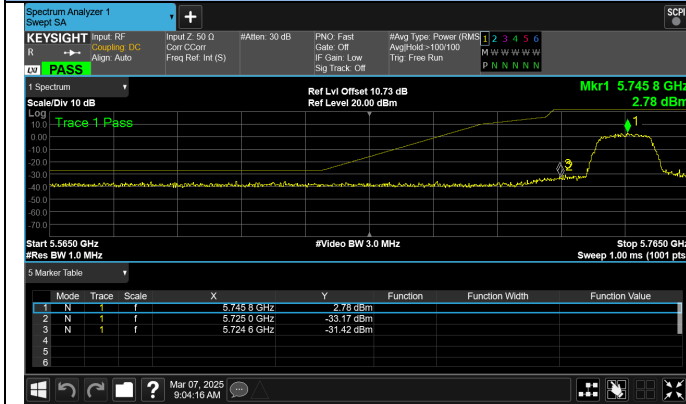 Spectrum Analyzer 1
Swept SA
+
SCPI
KEYSIGHT Input: RF Input Z: 50 Ω #Atten: 30 dB PNO: Fast #Avg Type: Power (RMS 1 2 3 4 5 6
R Coupling: DC Corr CCorr Gate: Off Avg|Hold:>100/100 M W W W W W
Align: Auto Freq Ref: Int (S) IF Gain: Low Trig: Free Run
LXI PASS Sig Track: Off P N N N N N
1 Spectrum Ref Lvl Offset 10.73 dB Mkr1 5.745 8 GHz
Scale/Div 10 dB Ref Level 20.00 dBm 2.78 dBm
Log
Trace 1 Pass
10.0
0.00
-10.0
-20.0
-30.0
-40.0
-50.0
-60.0
-70.0
1
2
Start 5.5650 GHz #Video BW 3.0 MHz Stop 5.7650 GHz
#Res BW 1.0 MHz Sweep 1.00 ms (1001 pts
5 Marker Table
Mode Trace Scale X Y Function Function Width Function Value
1 N 1 f 5.745 8 GHz 2.78 dBm
2 N 1 f 5.725 0 GHz -33.17 dBm
3 N 1 f 5.724 6 GHz -31.42 dBm
4
5
6
? Mar 07, 2025
9:04:16 AM